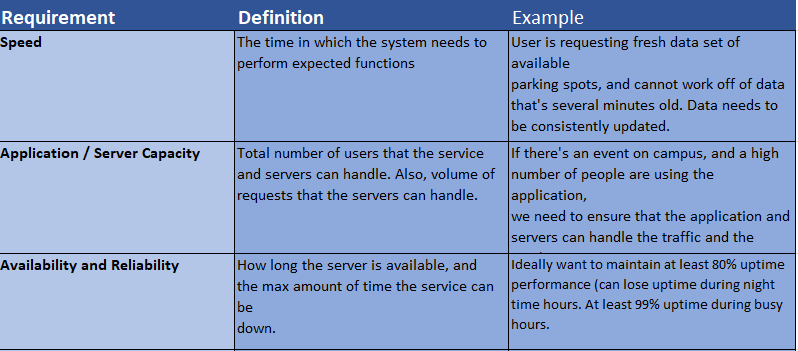 Requirement Definition Example
Speed
The time in which the system needs to
perform expected functions
User is requesting fresh data set of
available
parking spots, and cannot work off of data
that's several minutes old. Data needs to
be consistently updated.
Application / Server Capacity
Total number of users that the service
and servers can handle. Also, volume of
requests that the servers can handle.
If there's an event on campus, and a high
number of people are using the
application,
we need to ensure that the application and
servers can handle the traffic and the
Availability and Reliability
How long the server is available, and
the max amount of time the service can
be
down.
Ideally want to maintain at least 80% uptime
performance (can lose uptime during night
time hours. At least 99% uptime during busy
hours.